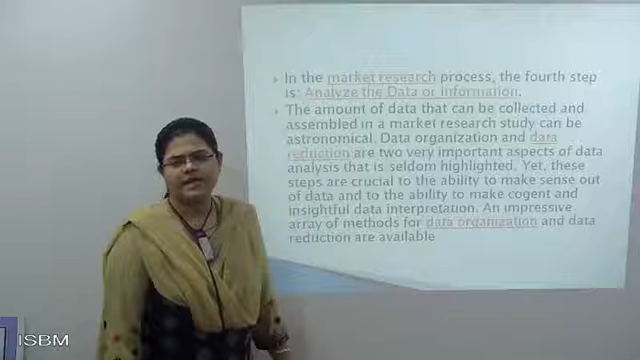 In the market research process, the fourth step
is: Analyze the Data or Information.
The amount of data that can be collected and
assembled in a market research study can be
astronomical. Data organization and data
reduction are two very important aspects of data
analysis that is seldom highlighted. Yet, these
steps are crucial to the ability to make sense out
of data and to the ability to make cogent and
insightful data interpretation. An impressive
array of methods for data organization and data
reduction are available
ISBM